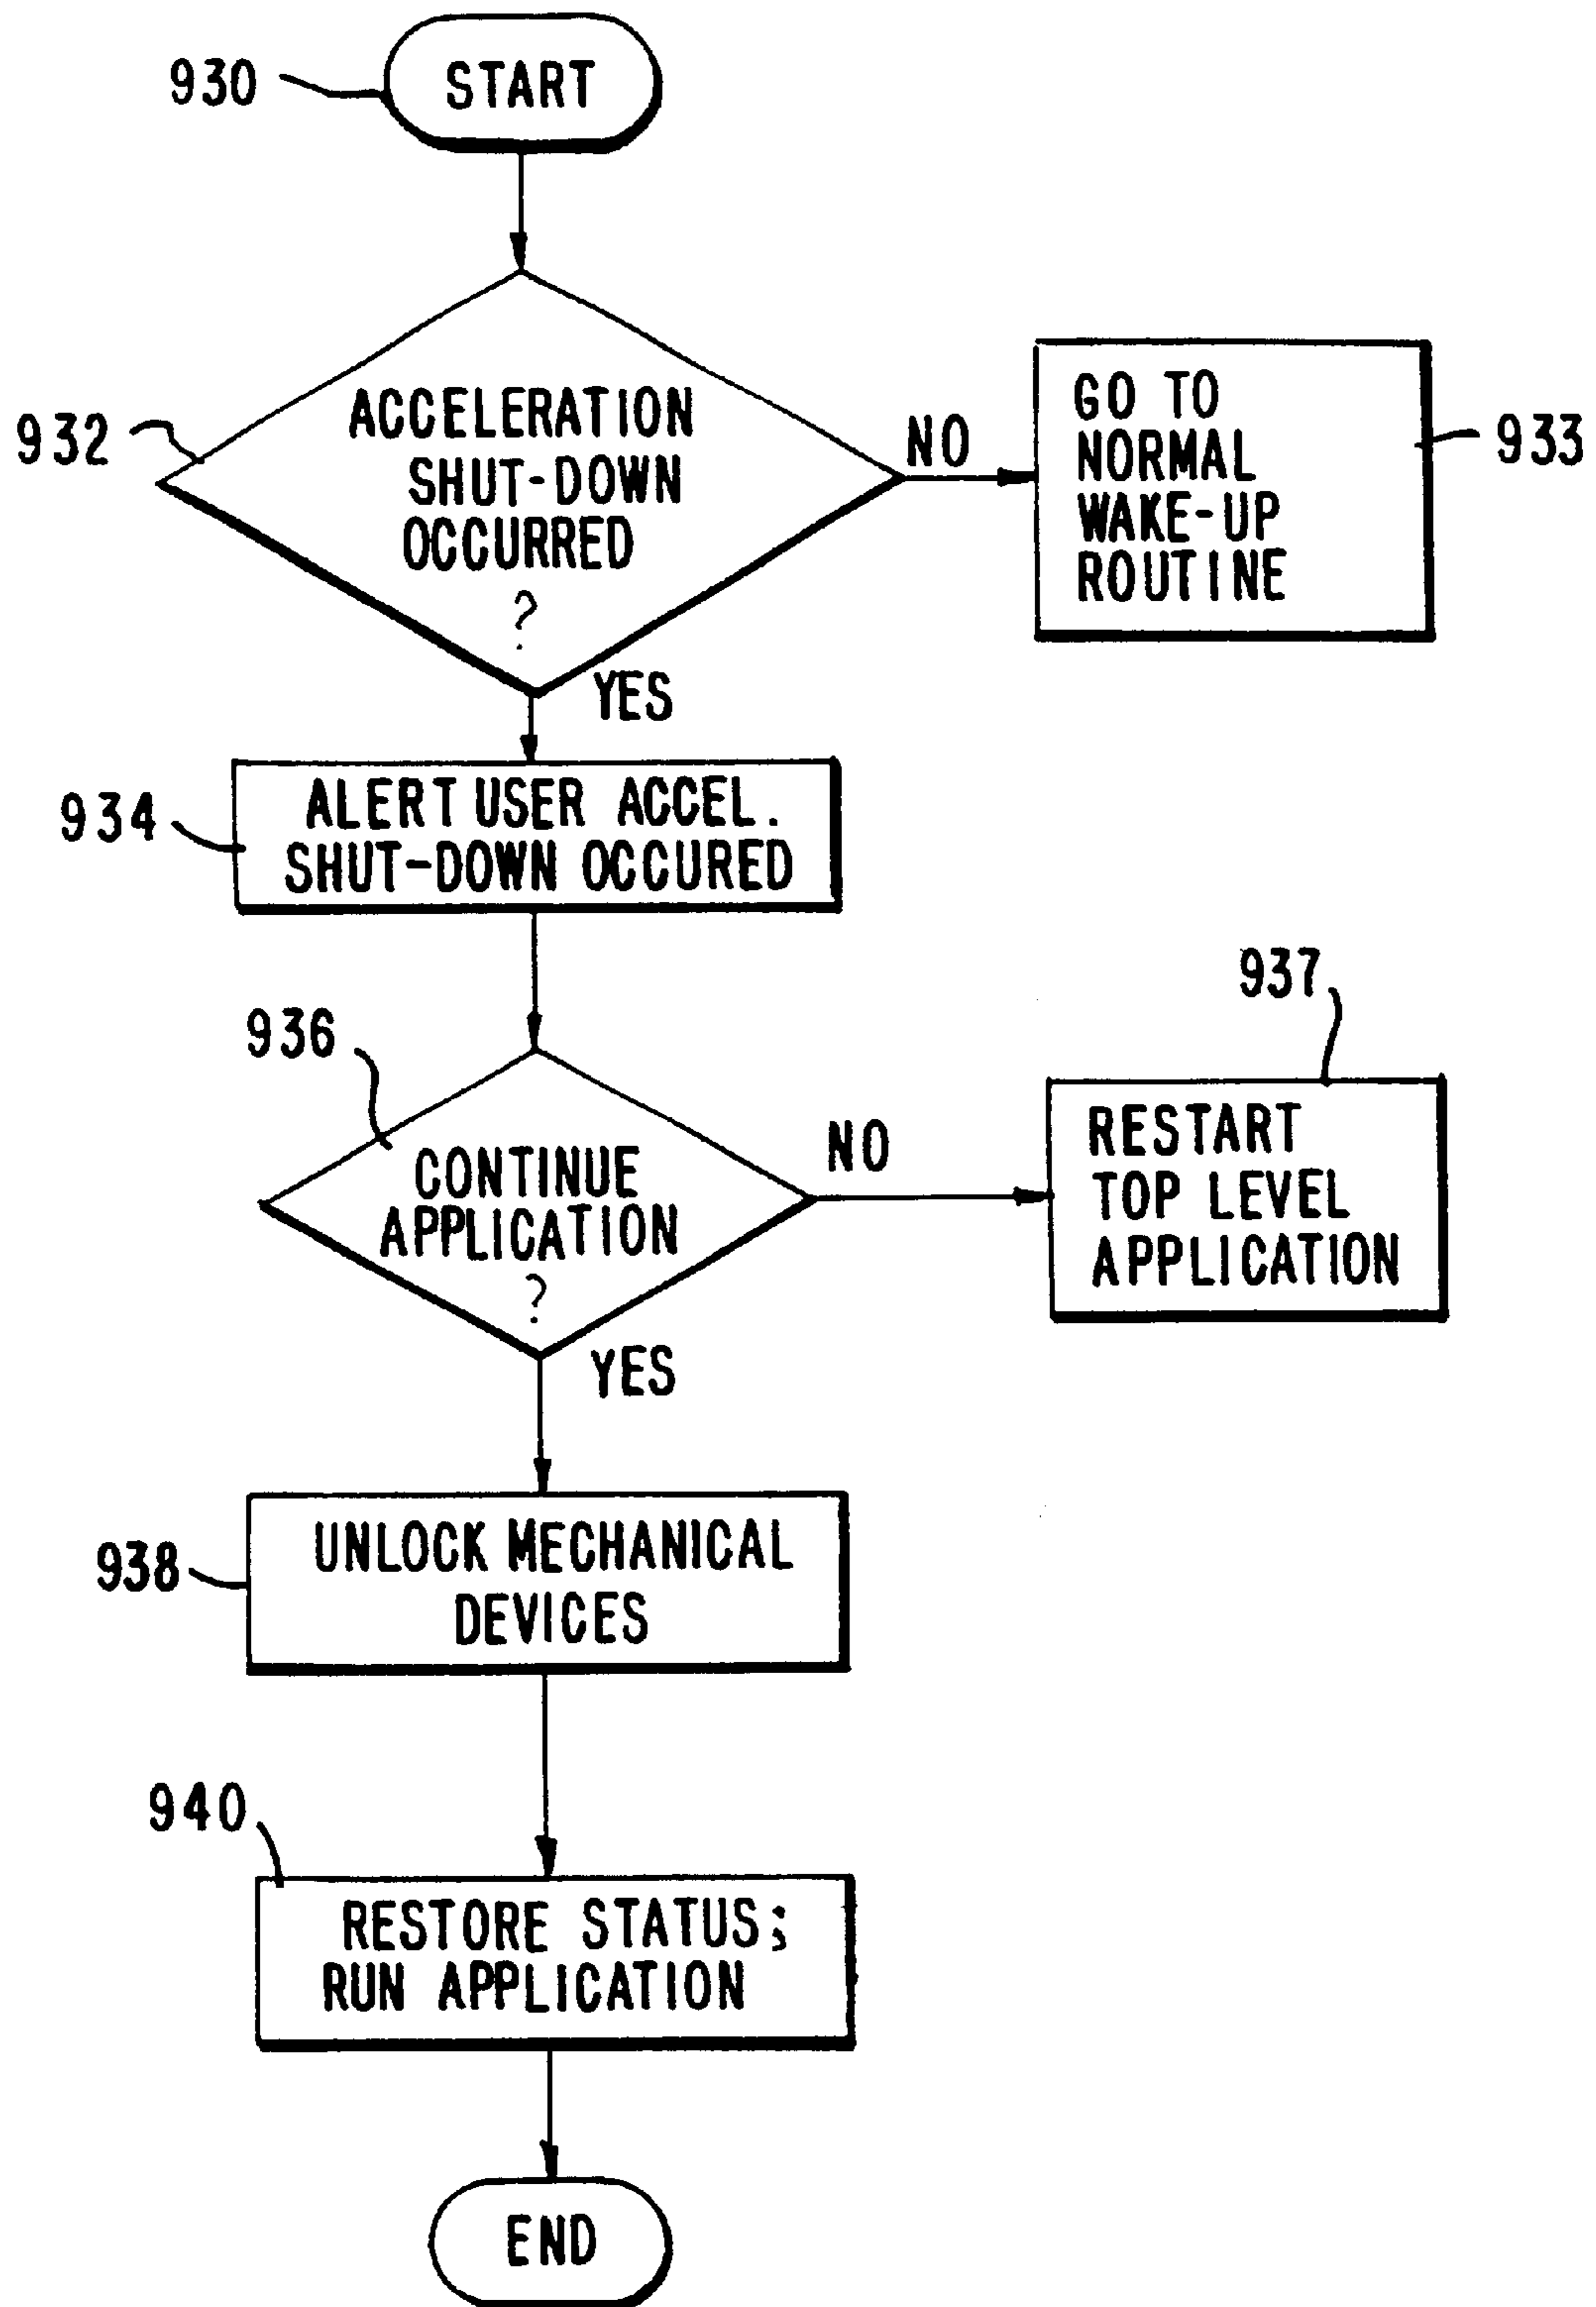 930
START
932
ACCELERATION
SHUT-DOWN
OCCURRED
?
NO
GO TO
NORMAL
WAKE-UP
ROUTINE
933
YES
934
ALERT USER ACCEL.
SHUT-DOWN OCCURED
936
CONTINUE
APPLICATION
?
NO
937
RESTART
TOP LEVEL
APPLICATION
YES
938
UNLOCK MECHANICAL
DEVICES
940
RESTORE STATUS;
RUN APPLICATION
END